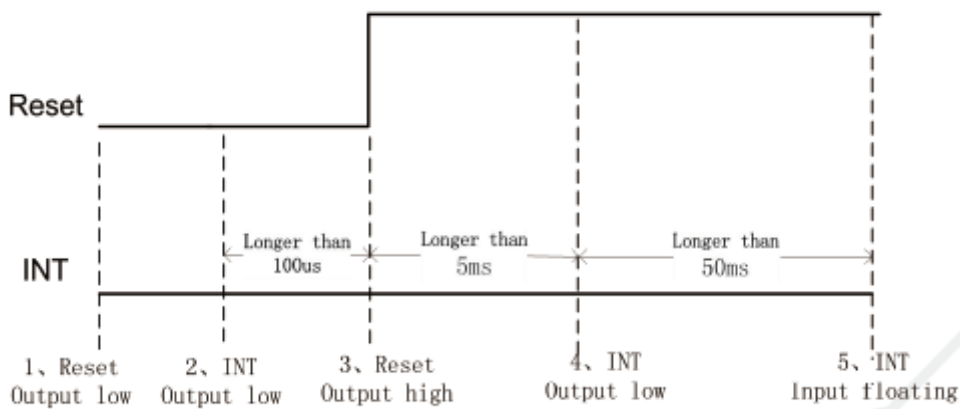 Reset
Longer than
100us
Longer than
5ms
Longer than
50ms
INT
1、Reset
Output low
2、INT
Output low
3、Reset
Output high
4、INT
Output low
5、INT
Input floating